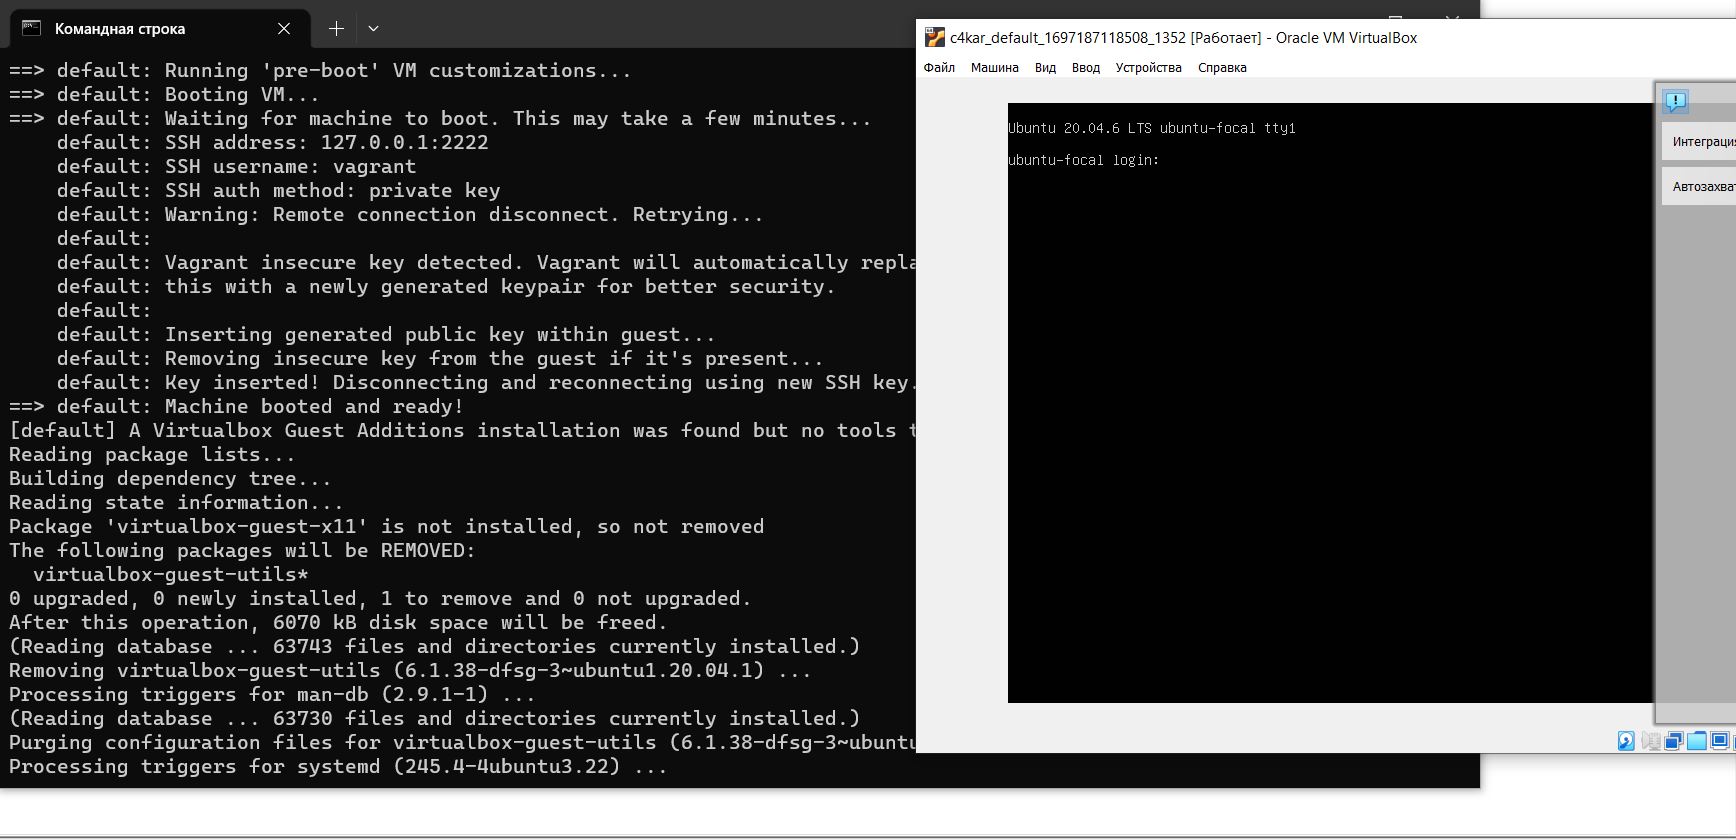 Командная строка
==> default: Running 'pre-boot' VM customizations...
==> default: Booting VM...
==> default: Waiting for machine to boot. This may take a few minutes...
    default: SSH address: 127.0.0.1:2222
    default: SSH username: vagrant
    default: SSH auth method: private key
    default: Warning: Remote connection disconnect. Retrying...
    default:
    default: Vagrant insecure key detected. Vagrant will automatically repla
    default: this with a newly generated keypair for better security.
    default:
    default: Inserting generated public key within guest...
    default: Removing insecure key from the guest if it's present...
    default: Key inserted! Disconnecting and reconnecting using new SSH key.
==> default: Machine booted and ready!
[default] A Virtualbox Guest Additions installation was found but no tools t
Reading package lists...
Building dependency tree...
Reading state information...
Package 'virtualbox-guest-x11' is not installed, so not removed
The following packages will be REMOVED:
  virtualbox-guest-utils*
0 upgraded, 0 newly installed, 1 to remove and 0 not upgraded.
After this operation, 6070 kB disk space will be freed.
(Reading database ... 63743 files and directories currently installed.)
Removing virtualbox-guest-utils (6.1.38-dfsg-3~ubuntu1.20.04.1) ...
Processing triggers for man-db (2.9.1-1) ...
(Reading database ... 63730 files and directories currently installed.)
Purging configuration files for virtualbox-guest-utils (6.1.38-dfsg-3~ubuntu
Processing triggers for systemd (245.4-4ubuntu3.22) ...
c4kar_default_1697187118508_1352 [Работает] - Oracle VM VirtualBox
Файл Машина Вид Ввод Устройства Справка
Ubuntu 20.04.6 LTS ubuntu-focal tty1
ubuntu-focal login:
Интеграция
Автозахват